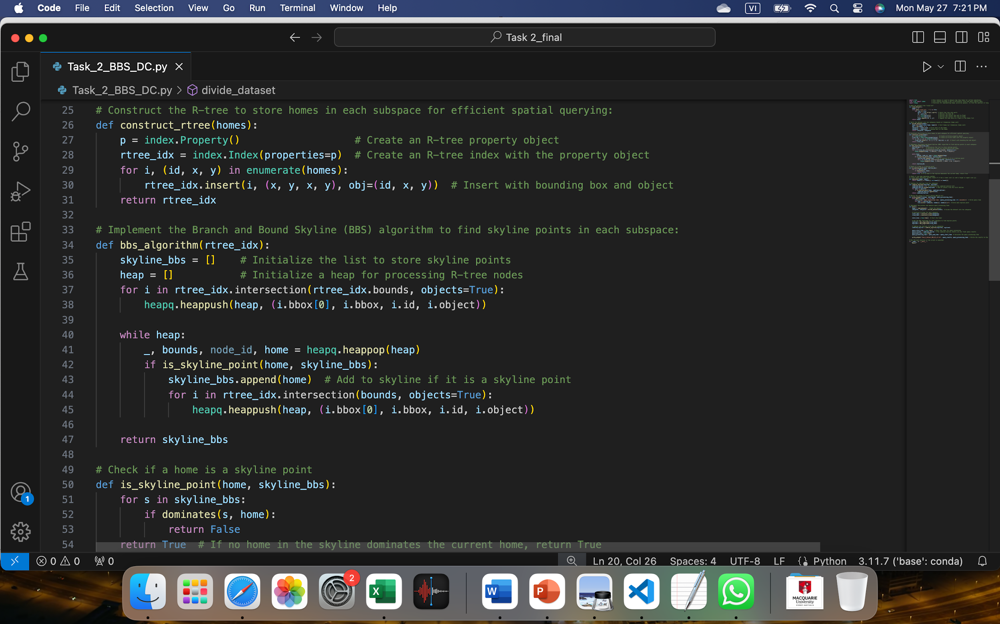 Code File Edit Selection View Go Run Terminal Window Help VI Mon May 27 7:21 PM
Task 2_final
Task_2_BBS_DC.py
Task_2_BBS_DC.py > divide_dataset
25 # Construct the R-tree to store homes in each subspace for efficient spatial querying:
26 def construct_rtree(homes):
27     p = index.Property()                   # Create an R-tree property object
28     rtree_idx = index.Index(properties=p)  # Create an R-tree index with the property object
29     for i, (id, x, y) in enumerate(homes):
30         rtree_idx.insert(i, (x, y, x, y), obj=(id, x, y))  # Insert with bounding box and object
31     return rtree_idx
32
33 # Implement the Branch and Bound Skyline (BBS) algorithm to find skyline points in each subspace:
34 def bbs_algorithm(rtree_idx):
35     skyline_bbs = []    # Initialize the list to store skyline points
36     heap = []           # Initialize a heap for processing R-tree nodes
37     for i in rtree_idx.intersection(rtree_idx.bounds, objects=True):
38         heapq.heappush(heap, (i.bbox[0], i.bbox, i.id, i.object))
39
40     while heap:
41         _, bounds, node_id, home = heapq.heappop(heap)
42         if is_skyline_point(home, skyline_bbs):
43             skyline_bbs.append(home)  # Add to skyline if it is a skyline point
44             for i in rtree_idx.intersection(bounds, objects=True):
45                 heapq.heappush(heap, (i.bbox[0], i.bbox, i.id, i.object))
46
47     return skyline_bbs
48
49 # Check if a home is a skyline point
50 def is_skyline_point(home, skyline_bbs):
51     for s in skyline_bbs:
52         if dominates(s, home):
53             return False
54     return True  # If no home in the skyline dominates the current home, return True
1
0 0 0 Ln 20, Col 26 Spaces: 4 UTF-8 LF Python 3.11.7 ('base': conda)
2
X W P
MACQUARIE
University
SYDNEY·AUSTRALIA